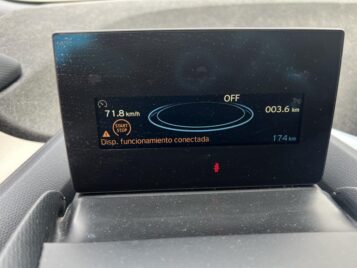 OFF
71.8 km/h
003.6 km
START
STOP
Disp. funcionamiento conectada.
174 km